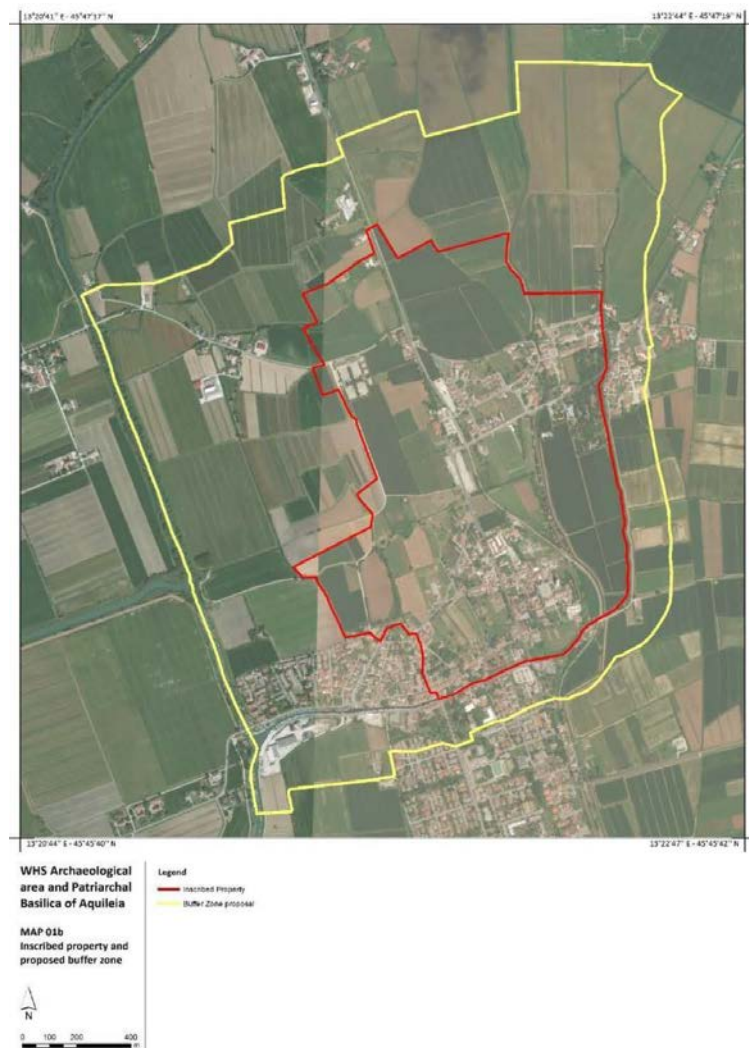 13°20'41" E - 45°47'17" N
13°22'44" E - 45°47'19" N
13°20'44" E - 45°45'40" N
13°22'47" E - 45°45'42" N
WHS Archaeological
area and Patriarchal
Basilica of Aquileia
MAP 01b
Inscribed property and
proposed buffer zone
N
0 100 200 400
m
Legend
Inscribed Property
Buffer Zone proposal